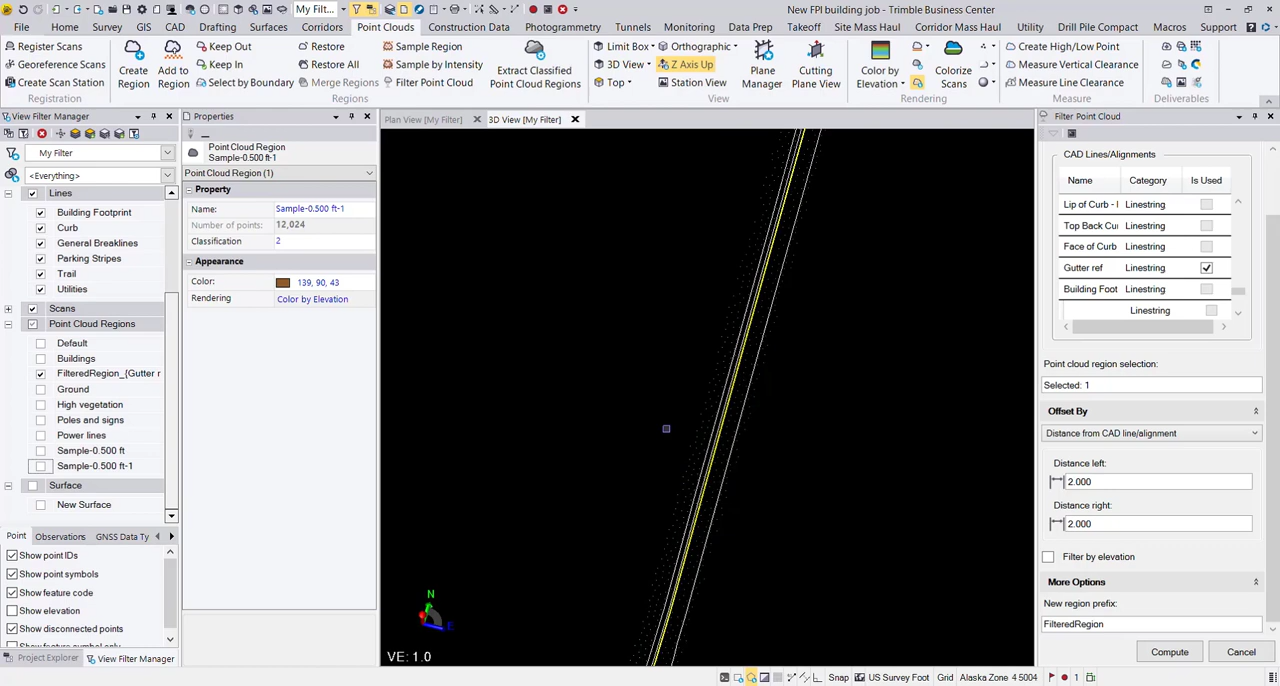 My Filt...
New FPI building job - Trimble Business Center
File Home Survey GIS CAD Drafting Surfaces Corridors Point Clouds Construction Data Photogrammetry Tunnels Monitoring Data Prep Takeoff Site Mass Haul Corridor Mass Haul Utility Drill Pile Compact Macros Support
Register Scans
Georeference Scans
Create Scan Station
Registration
Create Region
Add to Region
Keep Out
Keep In
Select by Boundary
Restore
Restore All
Merge Regions
Sample Region
Sample by Intensity
Filter Point Cloud
Extract Classified Point Cloud Regions
Regions
Limit Box
3D View
Top
Orthographic
Z Axis Up
Station View
Plane Manager
Cutting Plane View
View
Color by Elevation
Colorize Scans
Rendering
Create High/Low Point
Measure Vertical Clearance
Measure Line Clearance
Measure
Deliverables
View Filter Manager
My Filter
<Everything>
Lines
Building Footprint
Curb
General Breaklines
Parking Stripes
Trail
Utilities
Scans
Point Cloud Regions
Default
Buildings
FilteredRegion_{Gutter r
Ground
High vegetation
Poles and signs
Power lines
Sample-0.500 ft
Sample-0.500 ft-1
Surface
New Surface
Point Observations GNSS Data Ty
Show point IDs
Show point symbols
Show feature code
Show elevation
Show disconnected points
Project Explorer View Filter Manager
Properties
Point Cloud Region
Sample-0.500 ft-1
Point Cloud Region (1)
Property
Name: Sample-0.500 ft-1
Number of points: 12,024
Classification 2
Appearance
Color: 139, 90, 43
Rendering Color by Elevation
Plan View [My Filter] 3D View [My Filter]
N
E
VE: 1.0
Filter Point Cloud
CAD Lines/Alignments
Name Category Is Used
Lip of Curb - I Linestring
Top Back Cu Linestring
Face of Curb Linestring
Gutter ref Linestring
Building Foot Linestring
Linestring
Point cloud region selection:
Selected: 1
Offset By
Distance from CAD line/alignment
Distance left:
2.000
Distance right:
2.000
Filter by elevation
More Options
New region prefix:
FilteredRegion
Compute Cancel
Snap US Survey Foot Grid Alaska Zone 4 5004 1